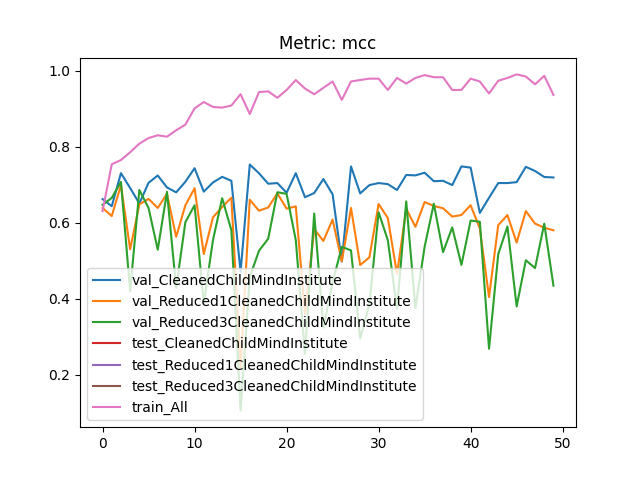 Metric: mcc
1.0
0.8
0.6
0.4
0.2
val_CleanedChildMindInstitute
val_Reduced1CleanedChildMindInstitute
val_Reduced3CleanedChildMindInstitute
test_CleanedChildMindInstitute
test_Reduced1CleanedChildMindInstitute
test_Reduced3CleanedChildMindInstitute
train_All
0 10 20 30 40 50